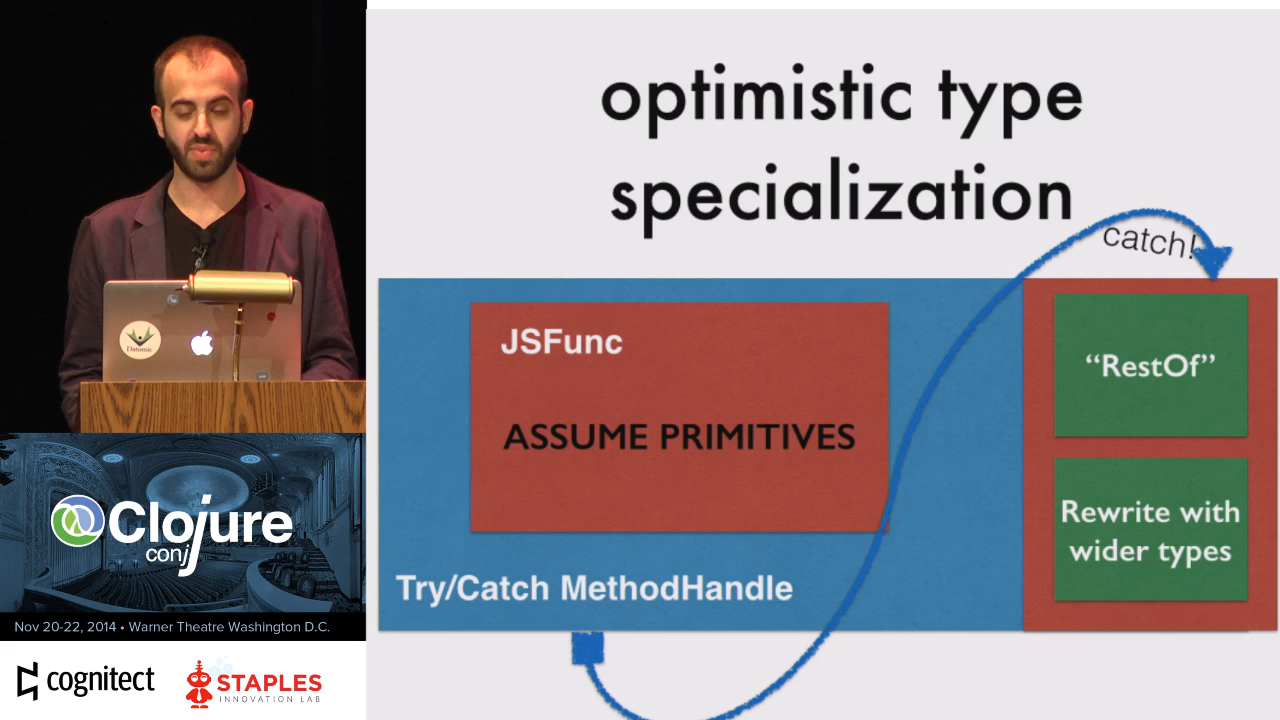 optimistic type
specialization
catch!
JSFunc
ASSUME PRIMITIVES
Try/Catch MethodHandle
“RestOf”
Rewrite with
wider types
Datomic
Clojure
conj
Nov 20-22, 2014 • Warner Theatre Washington D.C.
cognitect
STAPLES
INNOVATION LAB